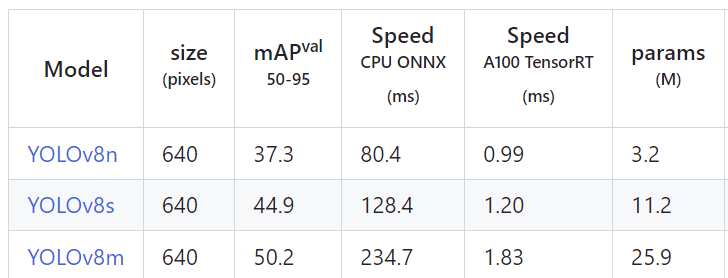 Model size (pixels) mAPval 50-95 Speed CPU ONNX (ms) Speed A100 TensorRT (ms) params (M)
YOLOv8n 640 37.3 80.4 0.99 3.2
YOLOv8s 640 44.9 128.4 1.20 11.2
YOLOv8m 640 50.2 234.7 1.83 25.9